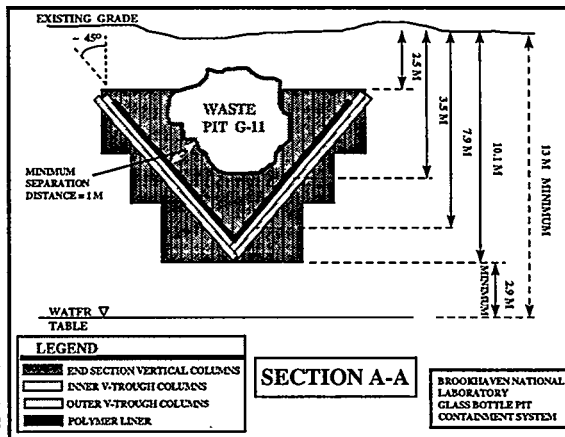 EXISTING GRADE
~ 45°
WASTE
PIT G-11
MINIMUM
SEPARATION
DISTANCE = 1 M
2.5 M
3.5 M
7.9 M
10.1 M
13 M MINIMUM
2.9 M
MINIMUM
WATER
TABLE
LEGEND
END SECTION VERTICAL COLUMNS
INNER V-TROUGH COLUMNS
OUTER V-TROUGH COLUMNS
POLYMER LINER
SECTION A-A
BROOKHAVEN NATIONAL
LABORATORY
GLASS BOTTLE PIT
CONTAINMENT SYSTEM